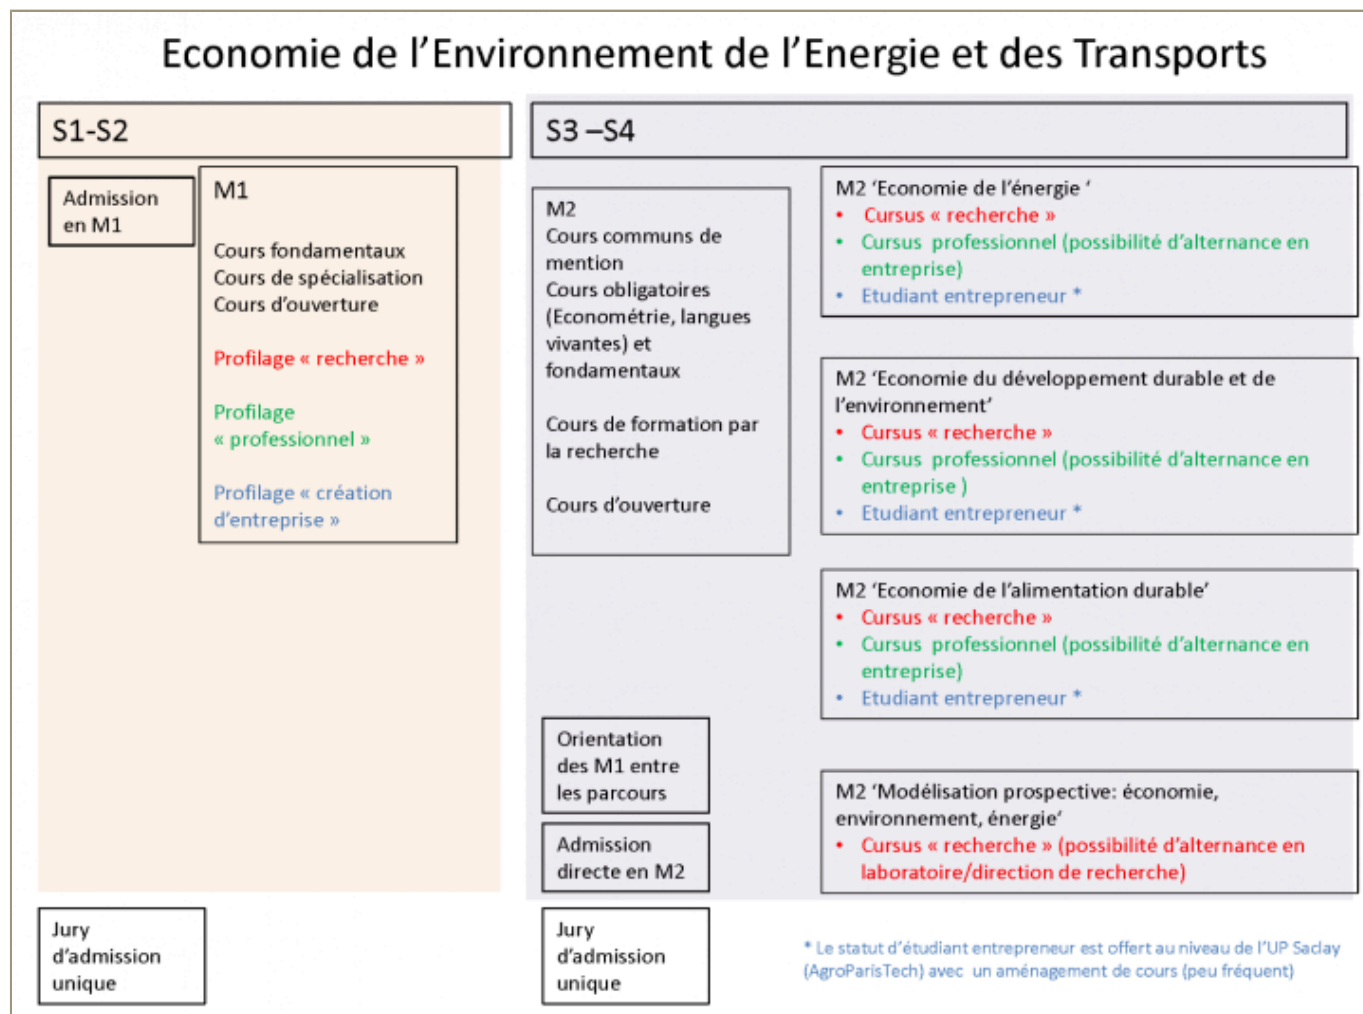 Economie de l’Environnement de l’Energie et des Transports
S1-S2
Admission
en M1
M1
Cours fondamentaux
Cours de spécialisation
Cours d’ouverture
Profilage « recherche »
Profilage
« professionnel »
Profilage « création
d’entreprise »
Jury
d’admission
unique
S3 –S4
M2
Cours communs de
mention
Cours obligatoires
(Econométrie, langues
vivantes) et
fondamentaux
Cours de formation par
la recherche
Cours d’ouverture
Orientation
des M1 entre
les parcours
Admission
directe en M2
Jury
d’admission
unique
M2 ‘Economie de l’énergie ‘
• Cursus « recherche »
• Cursus professionnel (possibilité d’alternance en
entreprise)
• Etudiant entrepreneur *
M2 ‘Economie du développement durable et de
l’environnement’
• Cursus « recherche »
• Cursus professionnel (possibilité d’alternance en
entreprise )
• Etudiant entrepreneur *
M2 ‘Economie de l’alimentation durable’
• Cursus « recherche »
• Cursus professionnel (possibilité d’alternance en
entreprise)
• Etudiant entrepreneur *
M2 ‘Modélisation prospective: économie,
environnement, énergie‘
• Cursus « recherche » (possibilité d’alternance en
laboratoire/direction de recherche)
* Le statut d’étudiant entrepreneur est offert au niveau de l’UP Saclay
(AgroParisTech) avec un aménagement de cours (peu fréquent)